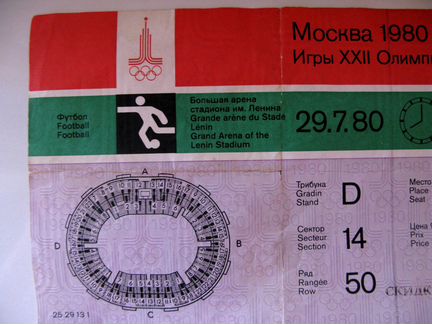 Москва 1980
Игры XXII
Футбол
Football
Football
Большая арена
стадиона им. Ленина
Grande arène du Stade
Lénin
Grand Arena of the
Lenin Stadium
29.7.80
A
D
B
C
25 29 13 1
Трибуна
Gradin
Stand
D
Место
Place
Seat
Сектор
Secteur
Section
14
Цена
Prix
Price
Ряд
Rangée
Row
50